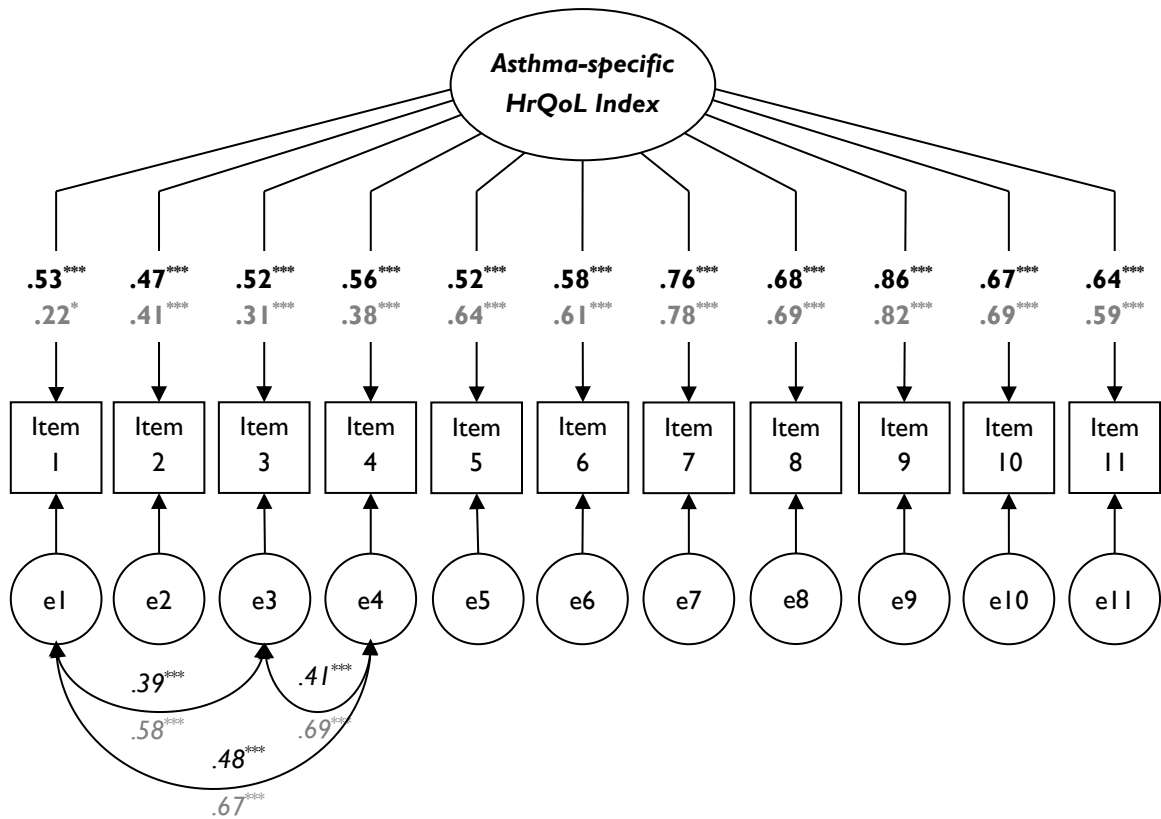 Asthma-specific
HrQoL Index
.53*** .47*** .52*** .56*** .52*** .58*** .76*** .68*** .86*** .67*** .64***
.22* .41*** .31*** .38*** .64*** .61*** .78*** .69*** .82*** .69*** .59***
Item Item Item Item Item Item Item Item Item Item Item
1 2 3 4 5 6 7 8 9 10 11
e1 e2 e3 e4 e5 e6 e7 e8 e9 e10 e11
.39*** .41***
.58*** .69***
.48***
.67***